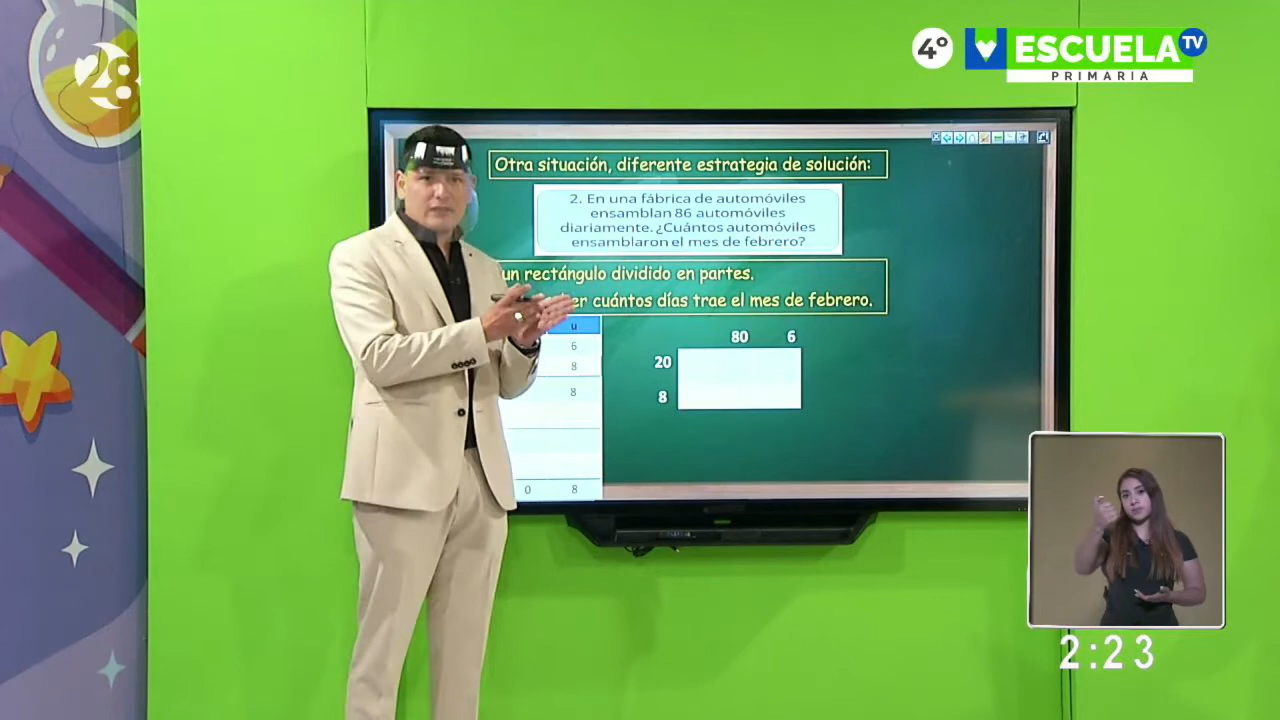 28
4°
ESCUELA TV
PRIMARIA
Otra situación, diferente estrategia de solución:
2. En una fábrica de automóviles
ensamblan 86 automóviles
diariamente. ¿Cuántos automóviles
ensamblaron el mes de febrero?
un rectángulo dividido en partes.
er cuántos días trae el mes de febrero.
u
6
8
8
0 8
80 6
20
8
2:23